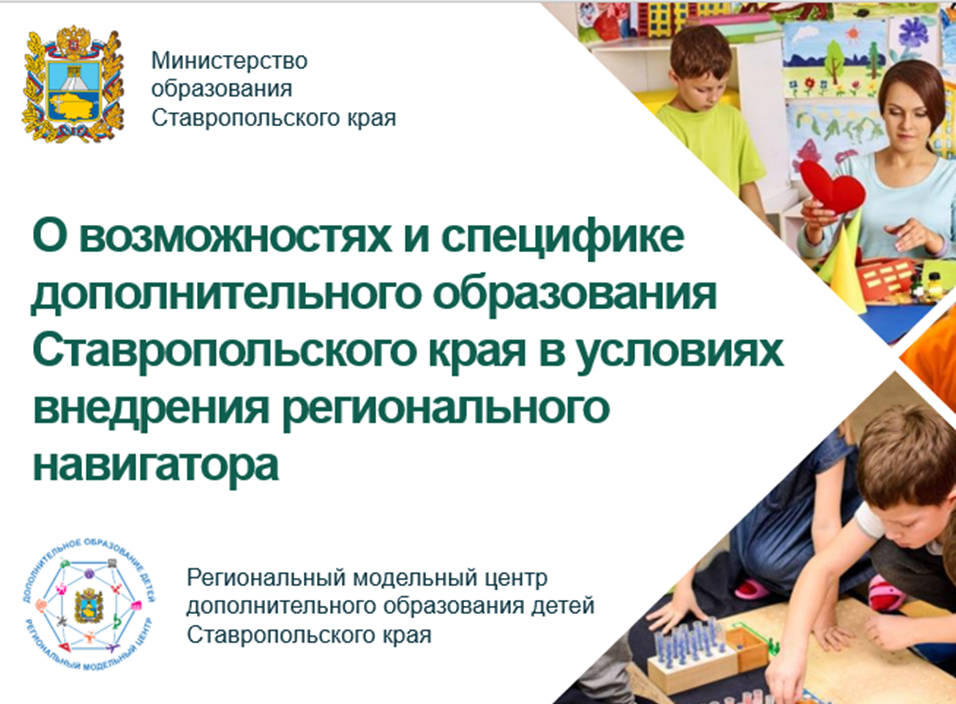 Министерство
образования
Ставропольского края
О возможностях и специфике
дополнительного образования
Ставропольского края в условиях
внедрения регионального
навигатора
ДОПОЛНИТЕЛЬНОЕ ОБРАЗОВАНИЕ ДЕТЕЙ
РЕГИОНАЛЬНЫЙ МОДЕЛЬНЫЙ ЦЕНТР
Региональный модельный центр
дополнительного образования детей
Ставропольского края